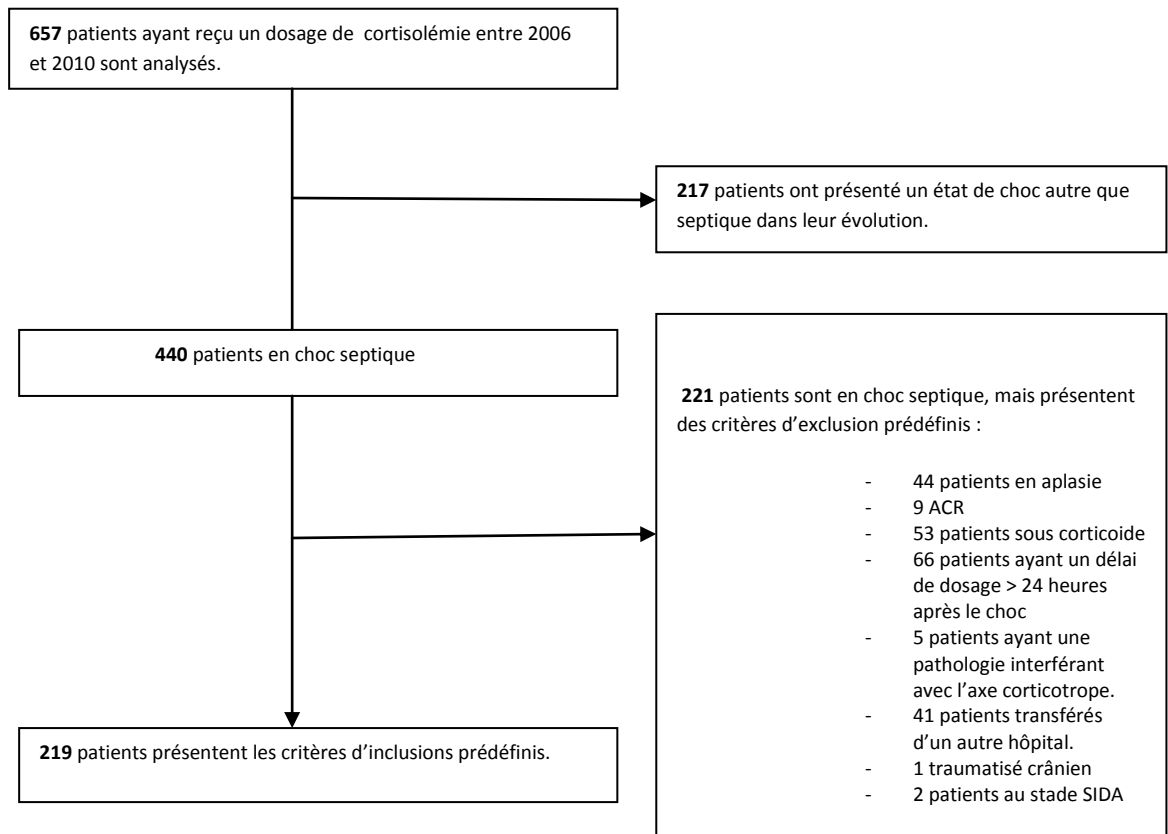 657 patients ayant reçu un dosage de cortisolémie entre 2006
et 2010 sont analysés.
217 patients ont présenté un état de choc autre que
septique dans leur évolution.
440 patients en choc septique
221 patients sont en choc septique, mais présentent
des critères d'exclusion prédéfinis :
- 44 patients en aplasie
- 9 ACR
- 53 patients sous corticoide
- 66 patients ayant un délai
de dosage > 24 heures
après le choc
- 5 patients ayant une
pathologie interférant
avec l'axe corticotrope.
- 41 patients transférés
d'un autre hôpital.
- 1 traumatisé crânien
- 2 patients au stade SIDA
219 patients présentent les critères d'inclusions prédéfinis.